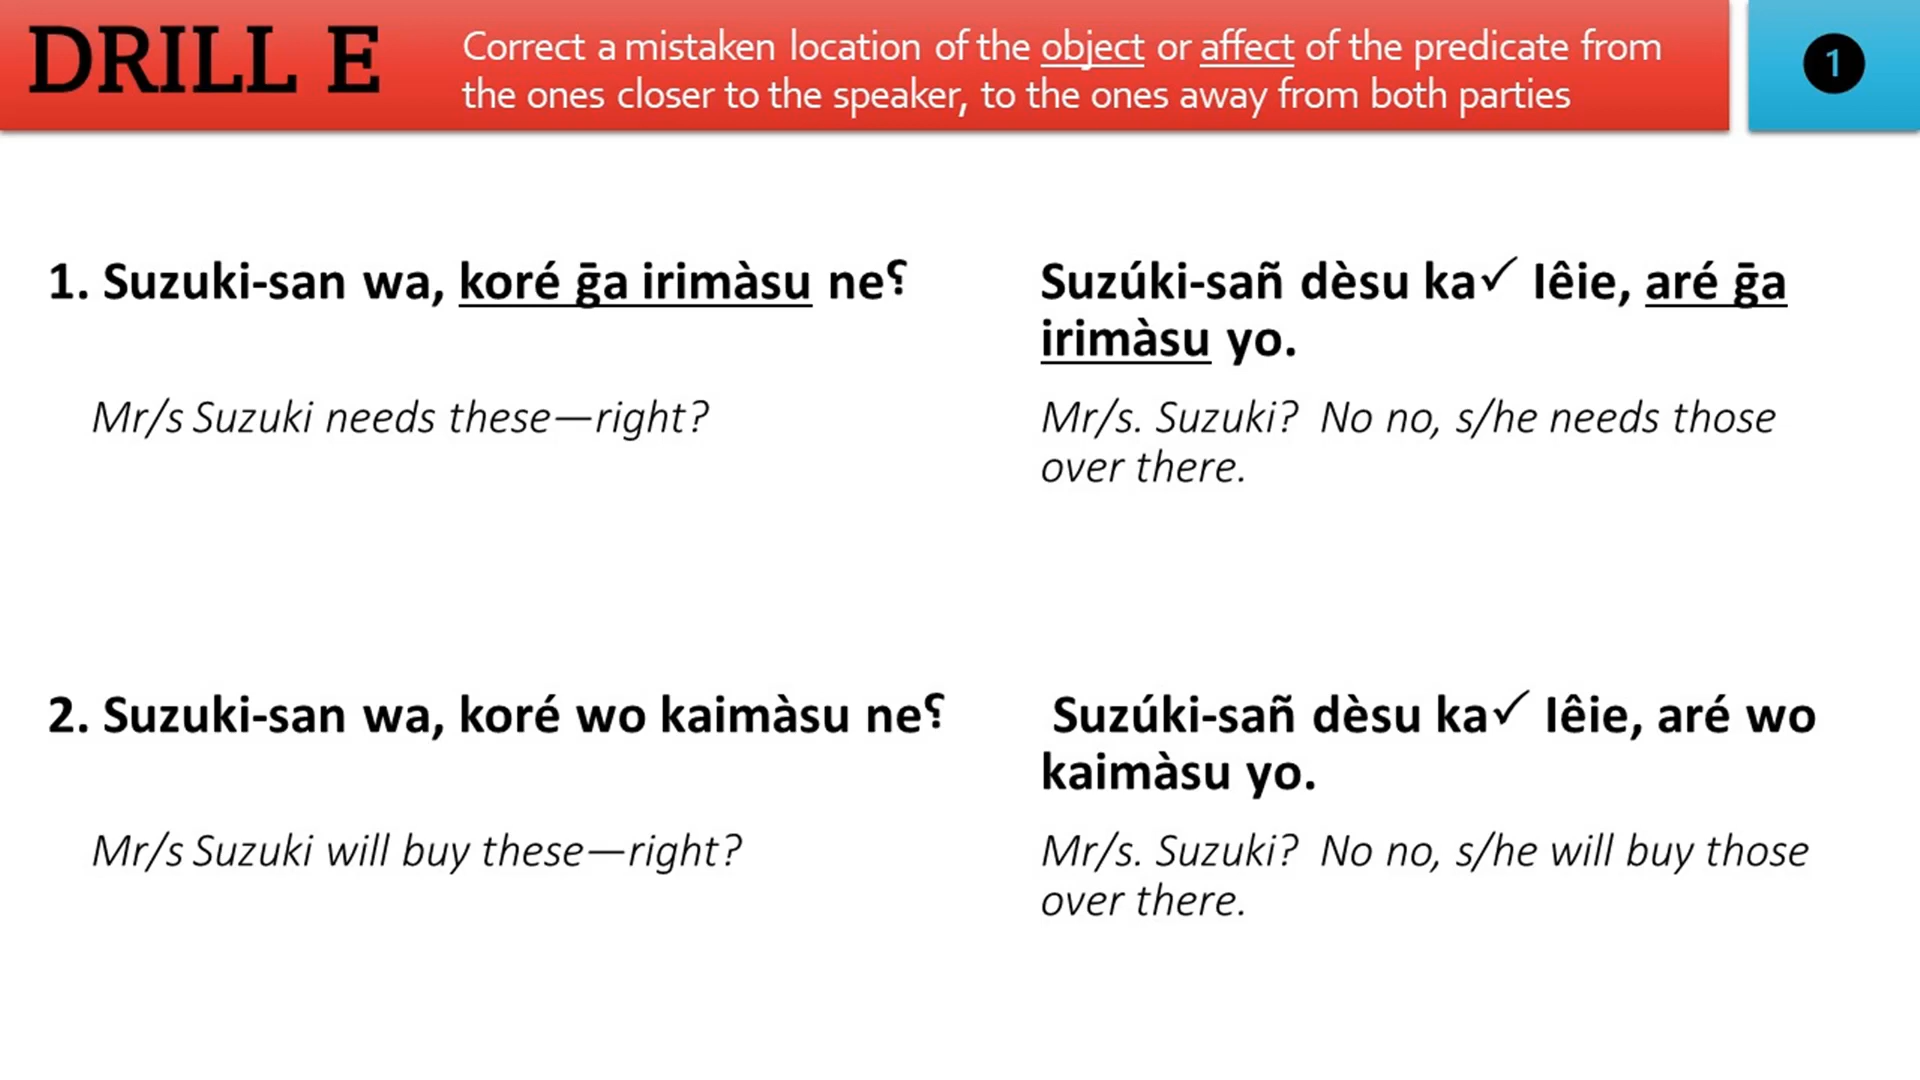 DRILL E
Correct a mistaken location of the object or affect of the predicate from
the ones closer to the speaker, to the ones away from both parties
1
1. Suzuki-san wa, koré ḡa irimàsu ne⸮
Suzúki-sañ dèsu ka✓ Iêie, aré ḡa
irimàsu yo.
Mr/s Suzuki needs these—right?
Mr/s. Suzuki?  No no, s/he needs those
over there.
2. Suzuki-san wa, koré wo kaimàsu ne⸮
Suzúki-sañ dèsu ka✓ Iêie, aré wo
kaimàsu yo.
Mr/s Suzuki will buy these—right?
Mr/s. Suzuki?  No no, s/he will buy those
over there.